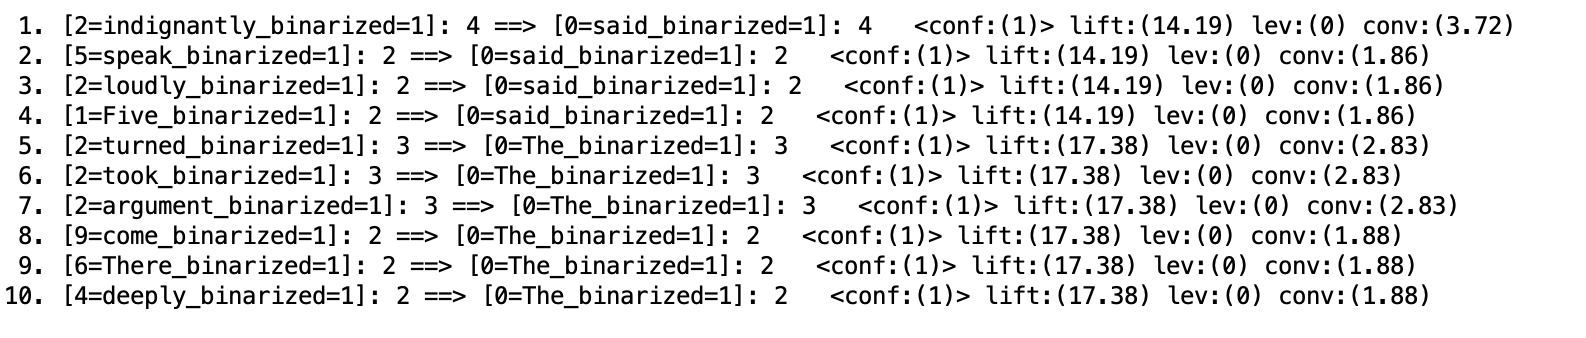 1. [2=indignantly_binarized=1]: 4 ==> [0=said_binarized=1]: 4 <conf:(1)> lift:(14.19) lev:(0) conv:(3.72)
2. [5=speak_binarized=1]: 2 ==> [0=said_binarized=1]: 2 <conf:(1)> lift:(14.19) lev:(0) conv:(1.86)
3. [2=loudly_binarized=1]: 2 ==> [0=said_binarized=1]: 2 <conf:(1)> lift:(14.19) lev:(0) conv:(1.86)
4. [1=Five_binarized=1]: 2 ==> [0=said_binarized=1]: 2 <conf:(1)> lift:(14.19) lev:(0) conv:(1.86)
5. [2=turned_binarized=1]: 3 ==> [0=The_binarized=1]: 3 <conf:(1)> lift:(17.38) lev:(0) conv:(2.83)
6. [2=took_binarized=1]: 3 ==> [0=The_binarized=1]: 3 <conf:(1)> lift:(17.38) lev:(0) conv:(2.83)
7. [2=argument_binarized=1]: 3 ==> [0=The_binarized=1]: 3 <conf:(1)> lift:(17.38) lev:(0) conv:(2.83)
8. [9=come_binarized=1]: 2 ==> [0=The_binarized=1]: 2 <conf:(1)> lift:(17.38) lev:(0) conv:(1.88)
9. [6=There_binarized=1]: 2 ==> [0=The_binarized=1]: 2 <conf:(1)> lift:(17.38) lev:(0) conv:(1.88)
10. [4=deeply_binarized=1]: 2 ==> [0=The_binarized=1]: 2 <conf:(1)> lift:(17.38) lev:(0) conv:(1.88)